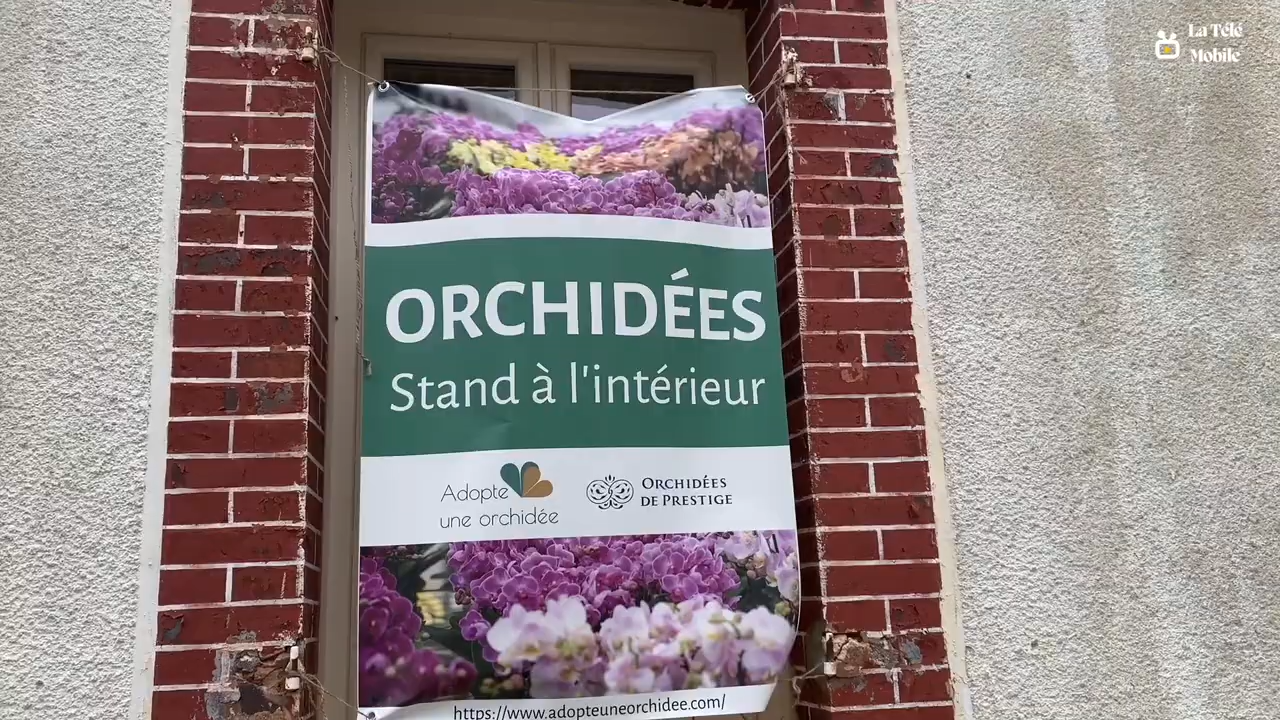 La Télé
Mobile
ORCHIDÉES
Stand à l'intérieur
Adopte
une orchidée
ORCHIDÉES
DE PRESTIGE
https://www.adopteuneorchidee.com/